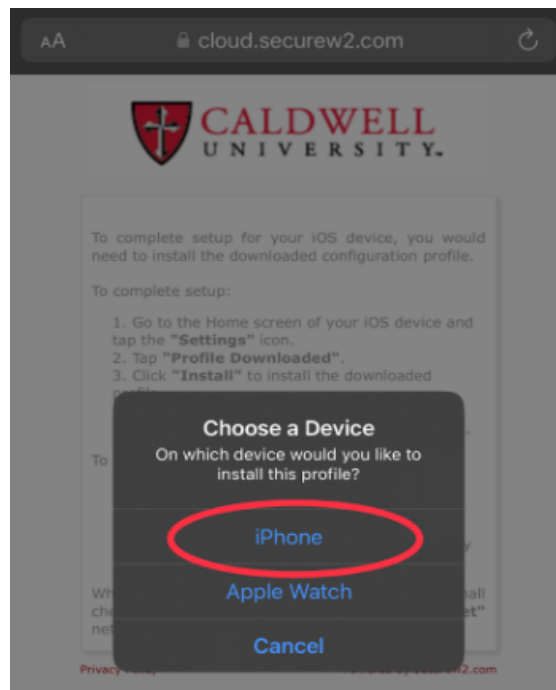 AA cloud.securew2.com
CALDWELL
UNIVERSITY
To complete setup for your iOS device, you would
need to install the downloaded configuration profile.
To complete setup:
1. Go to the Home screen of your iOS device and
tap the "Settings" icon.
2. Tap "Profile Downloaded".
3. Click "Install" to install the downloaded
Choose a Device
On which device would you like to
install this profile?
To
iPhone
Apple Watch
Cancel
Privacy